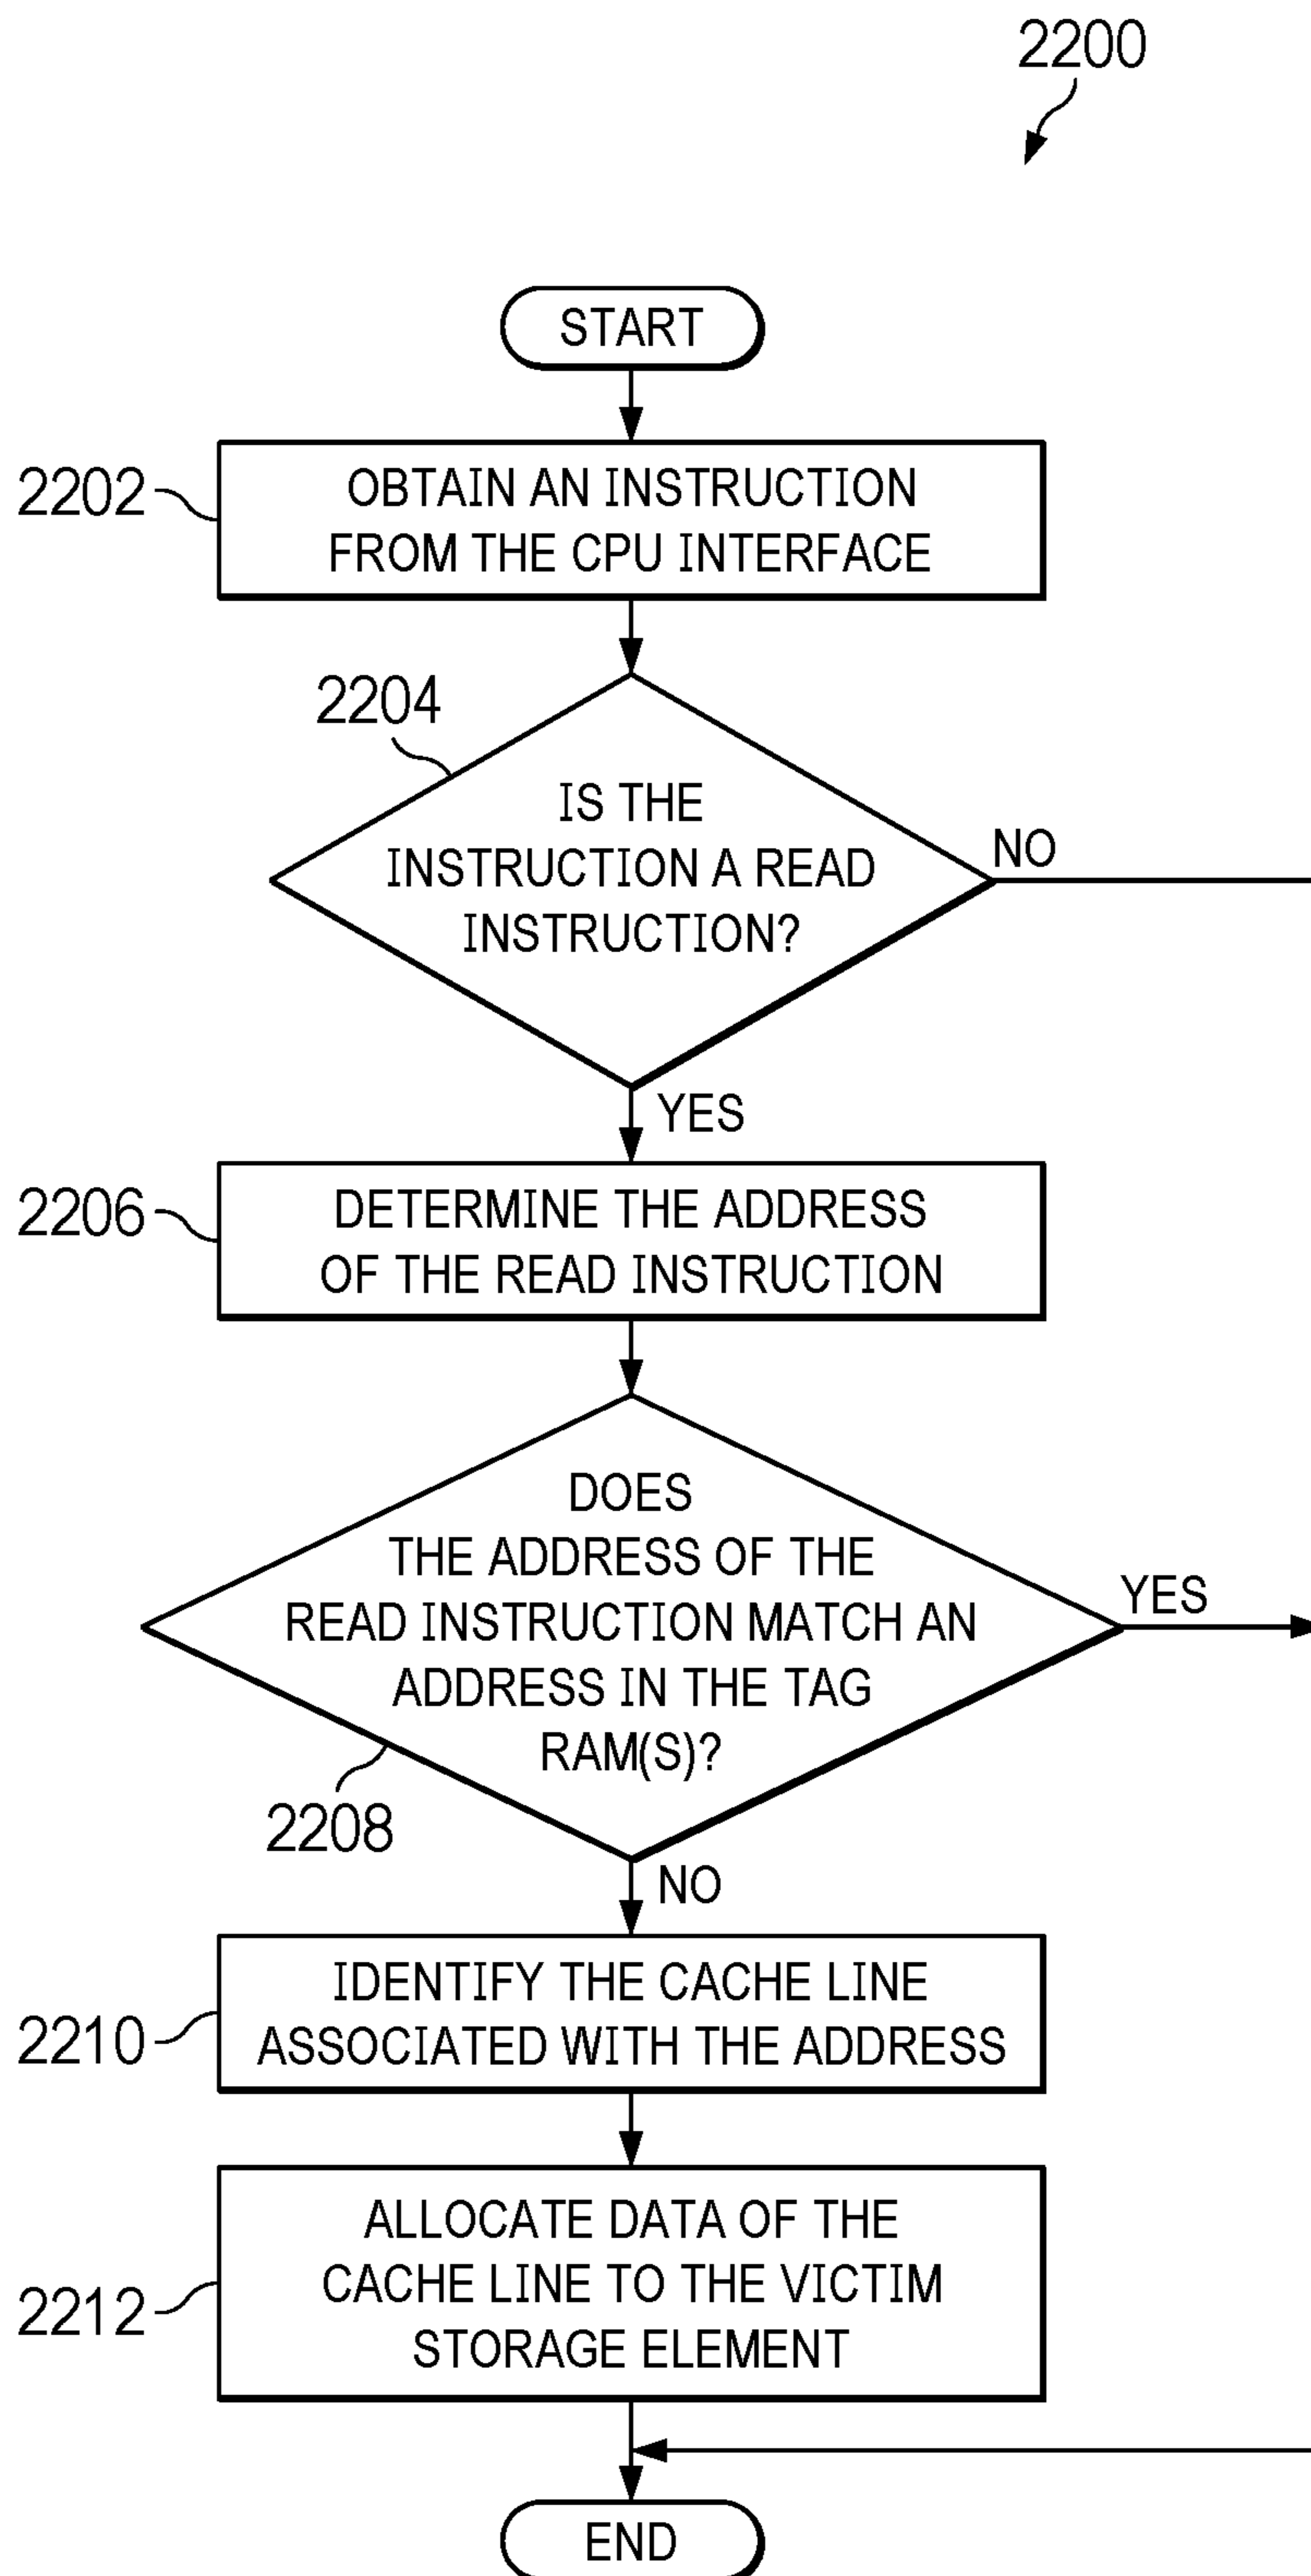 2200
START
2202
OBTAIN AN INSTRUCTION
FROM THE CPU INTERFACE
2204
IS THE
INSTRUCTION A READ
INSTRUCTION?
NO
YES
2206
DETERMINE THE ADDRESS
OF THE READ INSTRUCTION
DOES
THE ADDRESS OF THE
READ INSTRUCTION MATCH AN
ADDRESS IN THE TAG
RAM(S)?
YES
2208
NO
2210
IDENTIFY THE CACHE LINE
ASSOCIATED WITH THE ADDRESS
2212
ALLOCATE DATA OF THE
CACHE LINE TO THE VICTIM
STORAGE ELEMENT
END